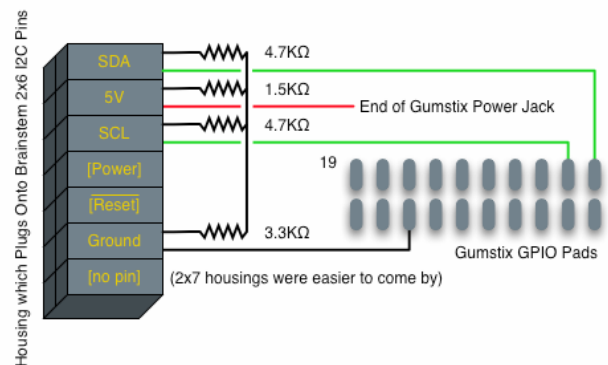 Housing which Plugs Onto Brainstem 2x6 I2C Pins
SDA
4.7KΩ
5V
1.5KΩ
End of Gumstix Power Jack
SCL
4.7KΩ
[Power]
19
[Reset]
Ground
3.3KΩ
Gumstix GPIO Pads
[no pin]
(2x7 housings were easier to come by)